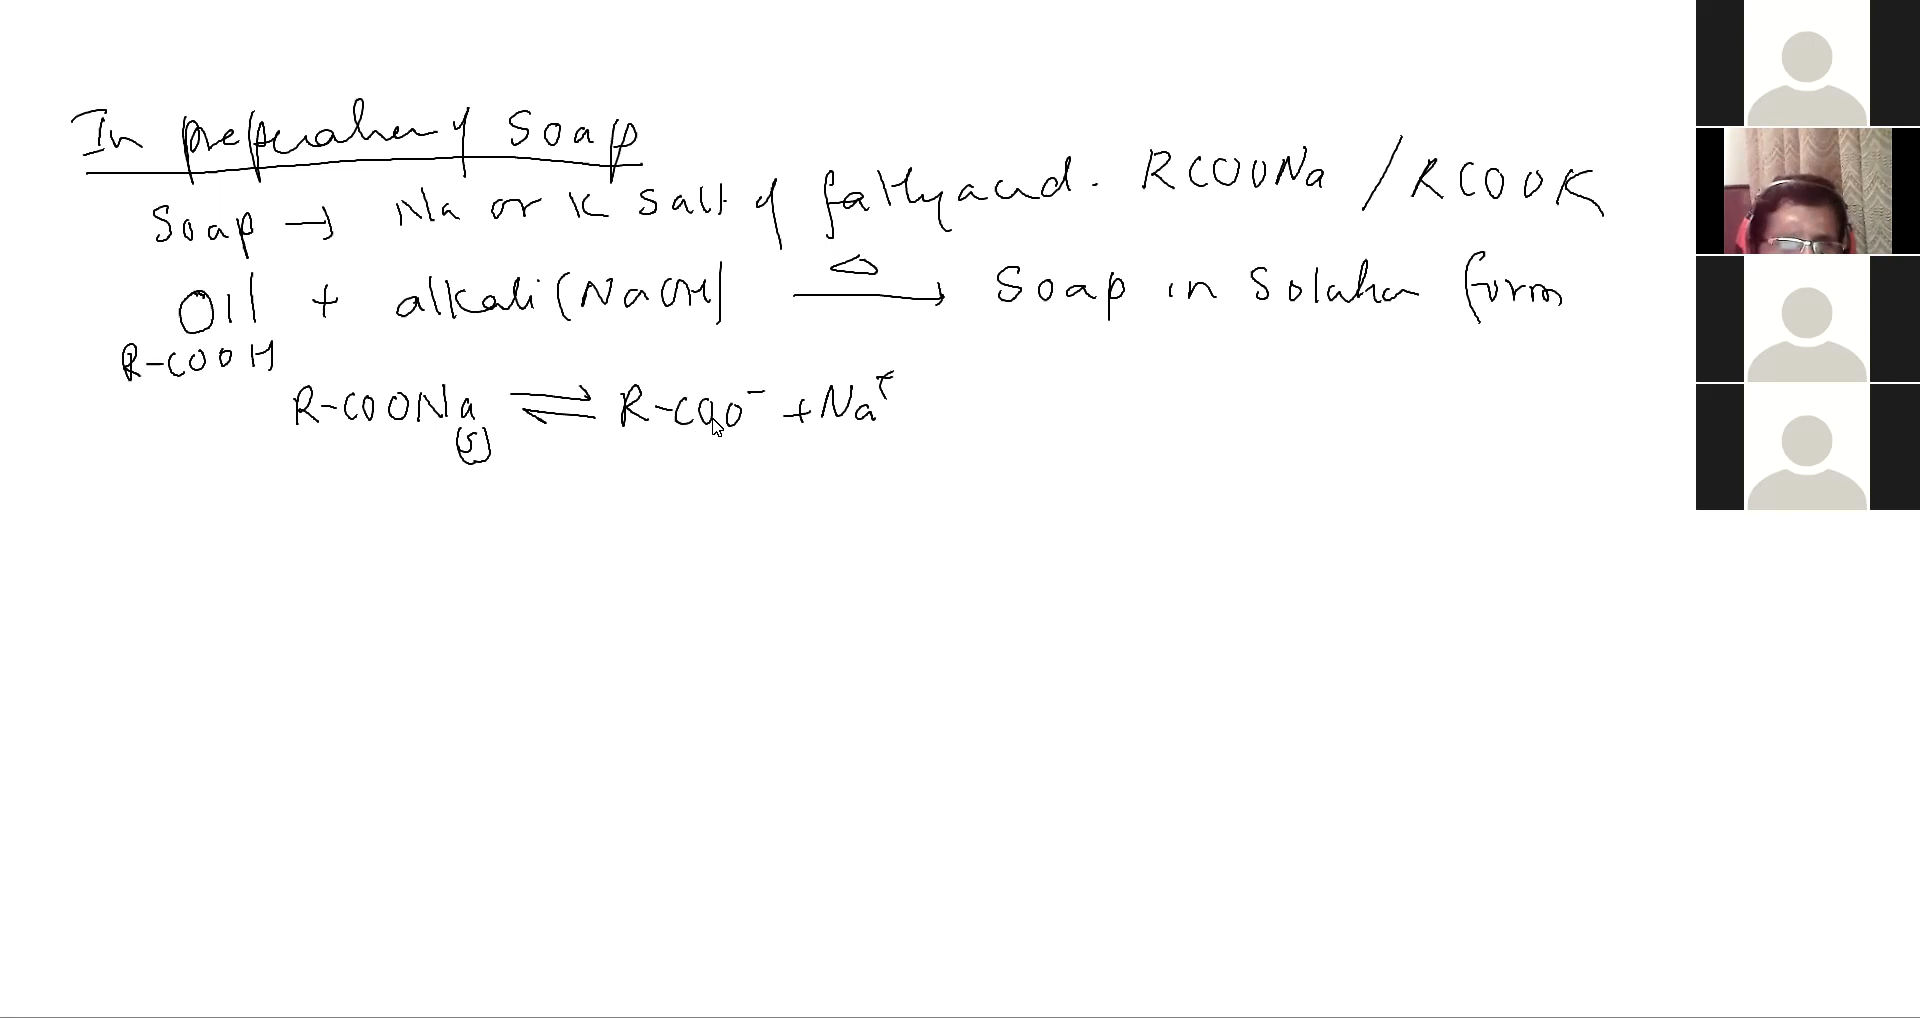 In preparation of Soap
Soap → Na or K salt of fatty acid. RCOONa / RCOOK
Oil + alkali (NaOH) △ → Soap in solution form
R-COOH
R-COONa(s) ⇌ R-COO⁻ + Na⁺